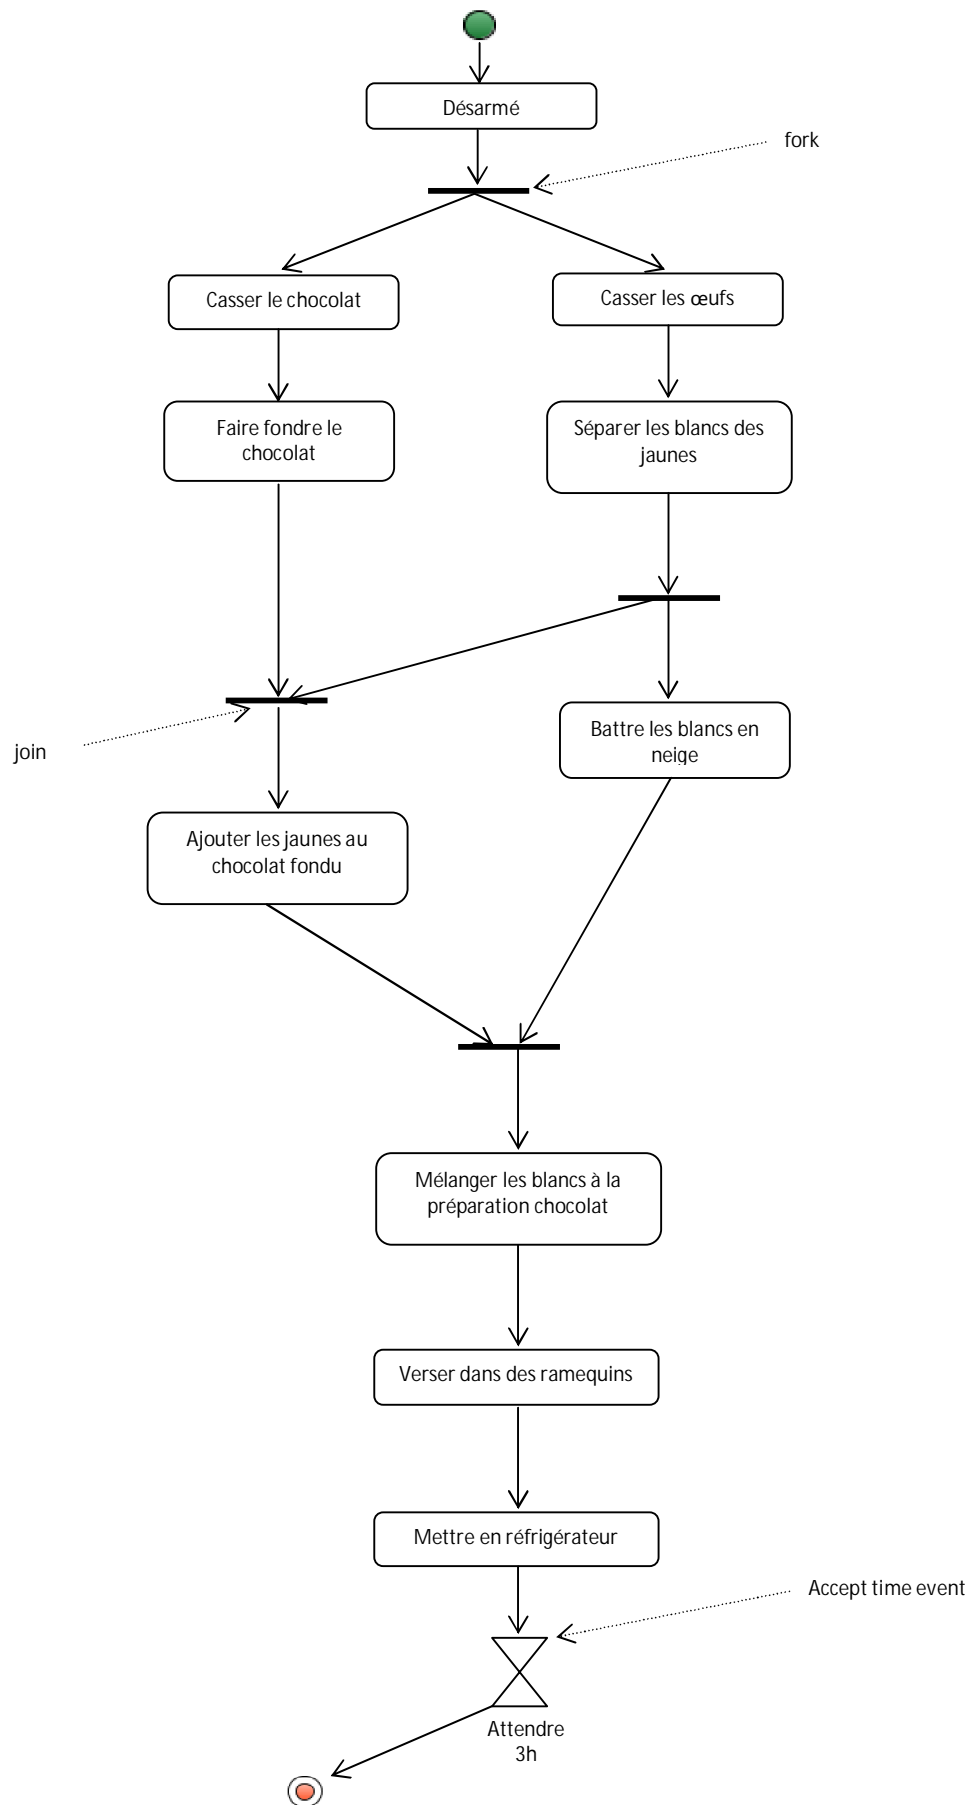 Désarmé
fork
Casser le chocolat
Casser les œufs
Faire fondre le
chocolat
Séparer les blancs des
jaunes
Battre les blancs en
neige
join
Ajouter les jaunes au
chocolat fondu
Mélanger les blancs à la
préparation chocolat
Verser dans des ramequins
Mettre en réfrigérateur
Accept time event
Attendre
3h